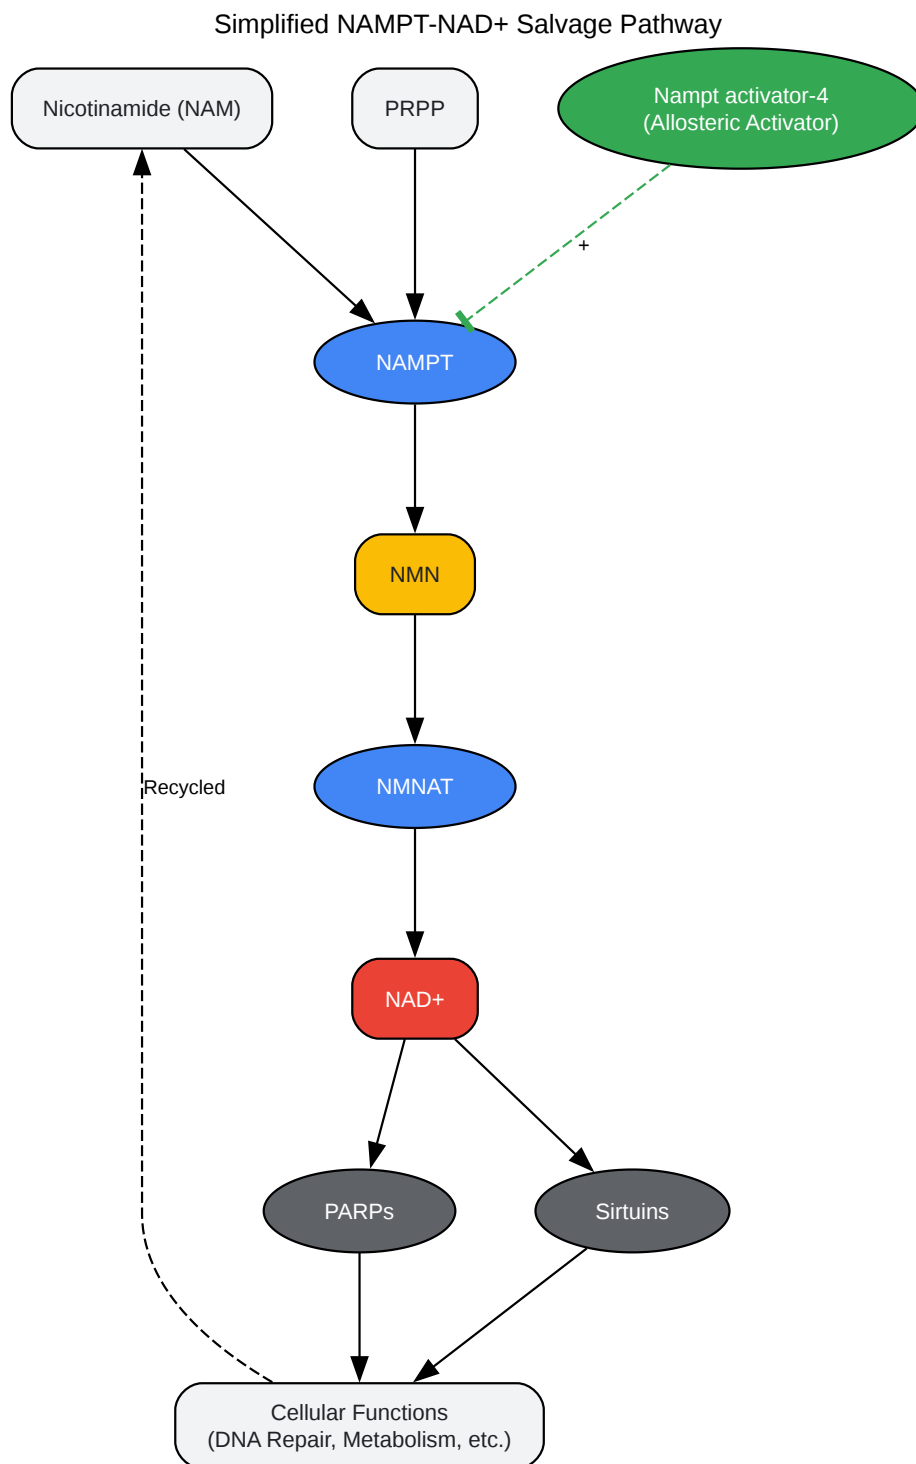 Simplified NAMPT-NAD+ Salvage Pathway
Nicotinamide (NAM)
PRPP
Nampt activator-4
(Allosteric Activator)
+
NAMPT
NMN
NMNAT
Recycled
NAD+
PARPs
Sirtuins
Cellular Functions
(DNA Repair, Metabolism, etc.)